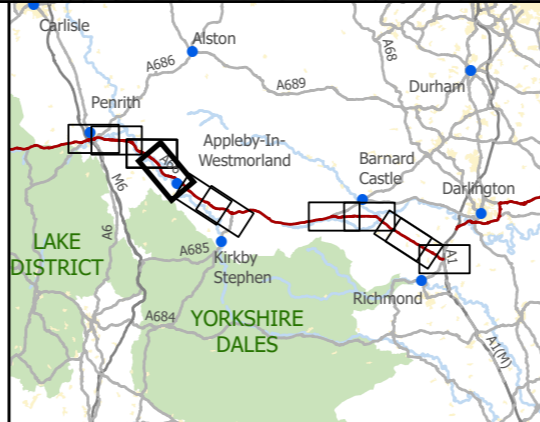 Carlisle
Alston
A686
A68
A689
Durham
Penrith
Appleby-In-
Westmorland
Barnard
Castle
Darlington
M6
A6
LAKE
DISTRICT
A685
Kirkby
Stephen
A1
Richmond
A684
YORKSHIRE
DALES
A1(M)